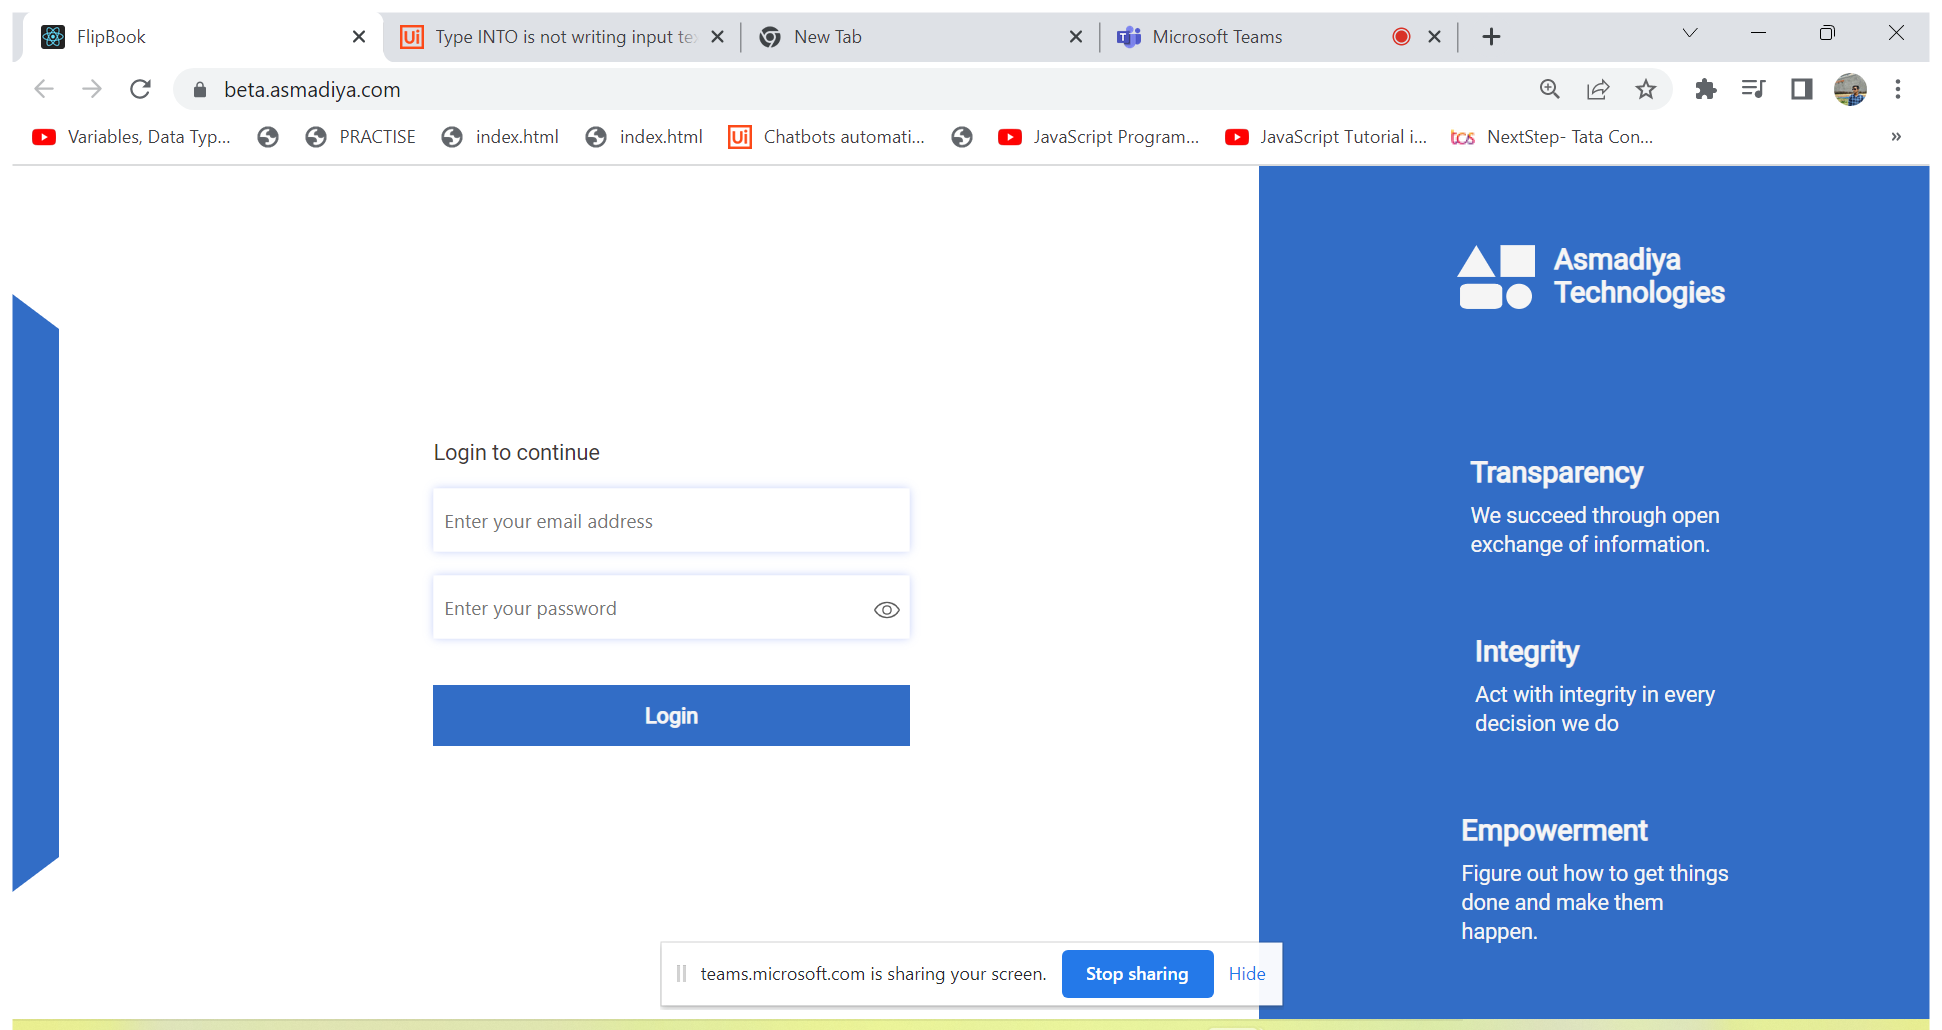 FlipBook
Ui Type INTO is not writing input te
New Tab
Microsoft Teams
beta.asmadiya.com
Variables, Data Typ...
PRACTISE
index.html
index.html
Ui Chatbots automati...
JavaScript Program...
JavaScript Tutorial i...
tcs NextStep- Tata Con...
»
Asmadiya
Technologies
Login to continue
Enter your email address
Enter your password
Login
Transparency
We succeed through open
exchange of information.
Integrity
Act with integrity in every
decision we do
Empowerment
Figure out how to get things
done and make them
happen.
teams.microsoft.com is sharing your screen. Stop sharing Hide